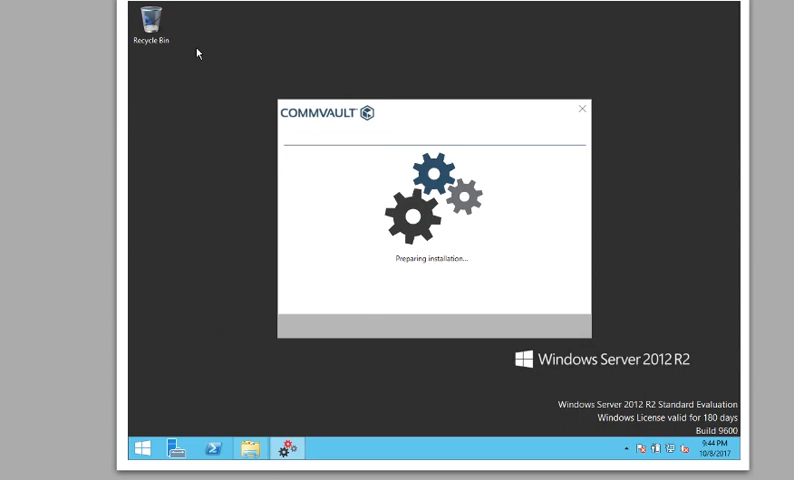 Recycle Bin
COMMVAULT
Preparing installation...
Windows Server 2012 R2
Windows Server 2012 R2 Standard Evaluation
Windows License valid for 180 days
Build 9600
9:44 PM
10/8/2017